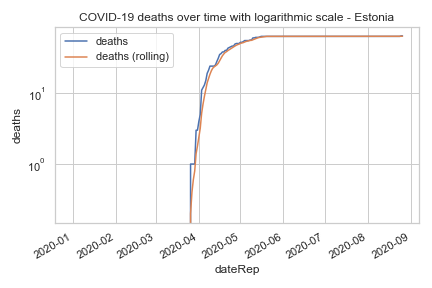 COVID-19 deaths over time with logarithmic scale - Estonia
deaths
deaths (rolling)
deaths
10¹
10⁰
2020-01
2020-02
2020-03
2020-04
2020-05
2020-06
2020-07
2020-08
2020-09
dateRep